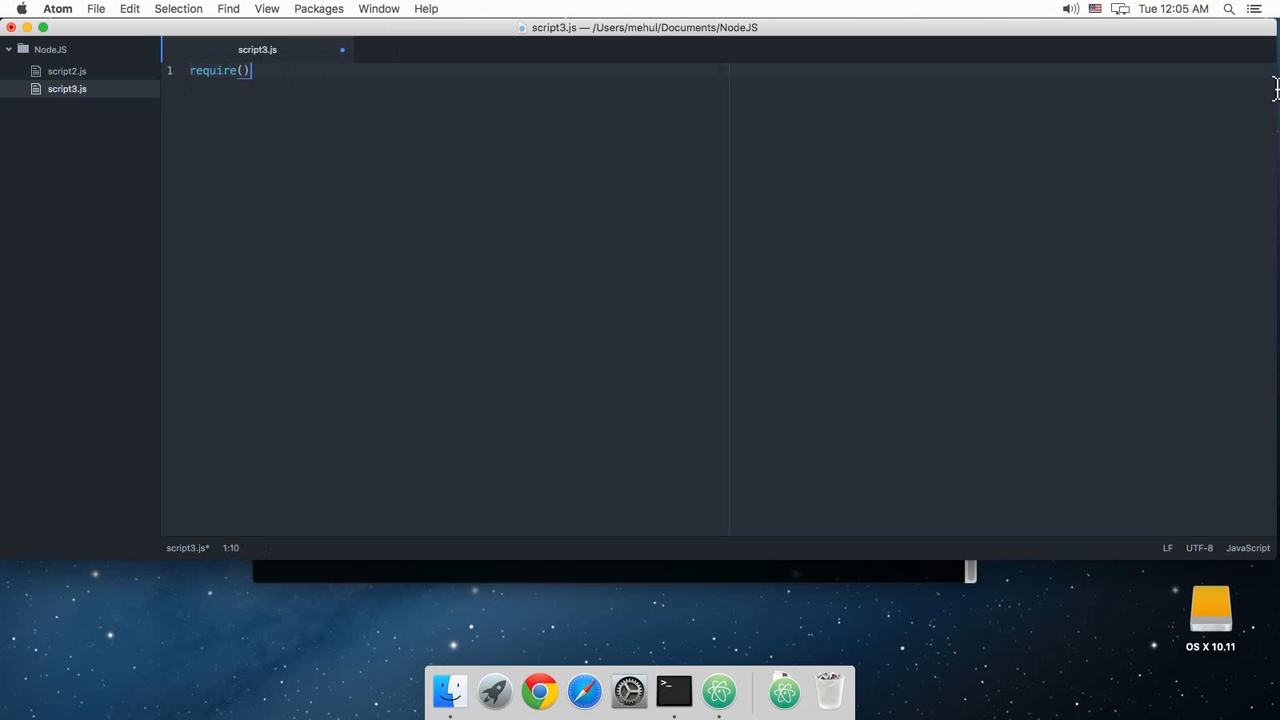 Atom File Edit Selection Find View Packages Window Help Tue 12:05 AM
script3.js — /Users/mehul/Documents/NodeJS
NodeJS
script2.js
script3.js
script3.js
1 require()
script3.js* 1:10 LF UTF-8 JavaScript
OS X 10.11
>_